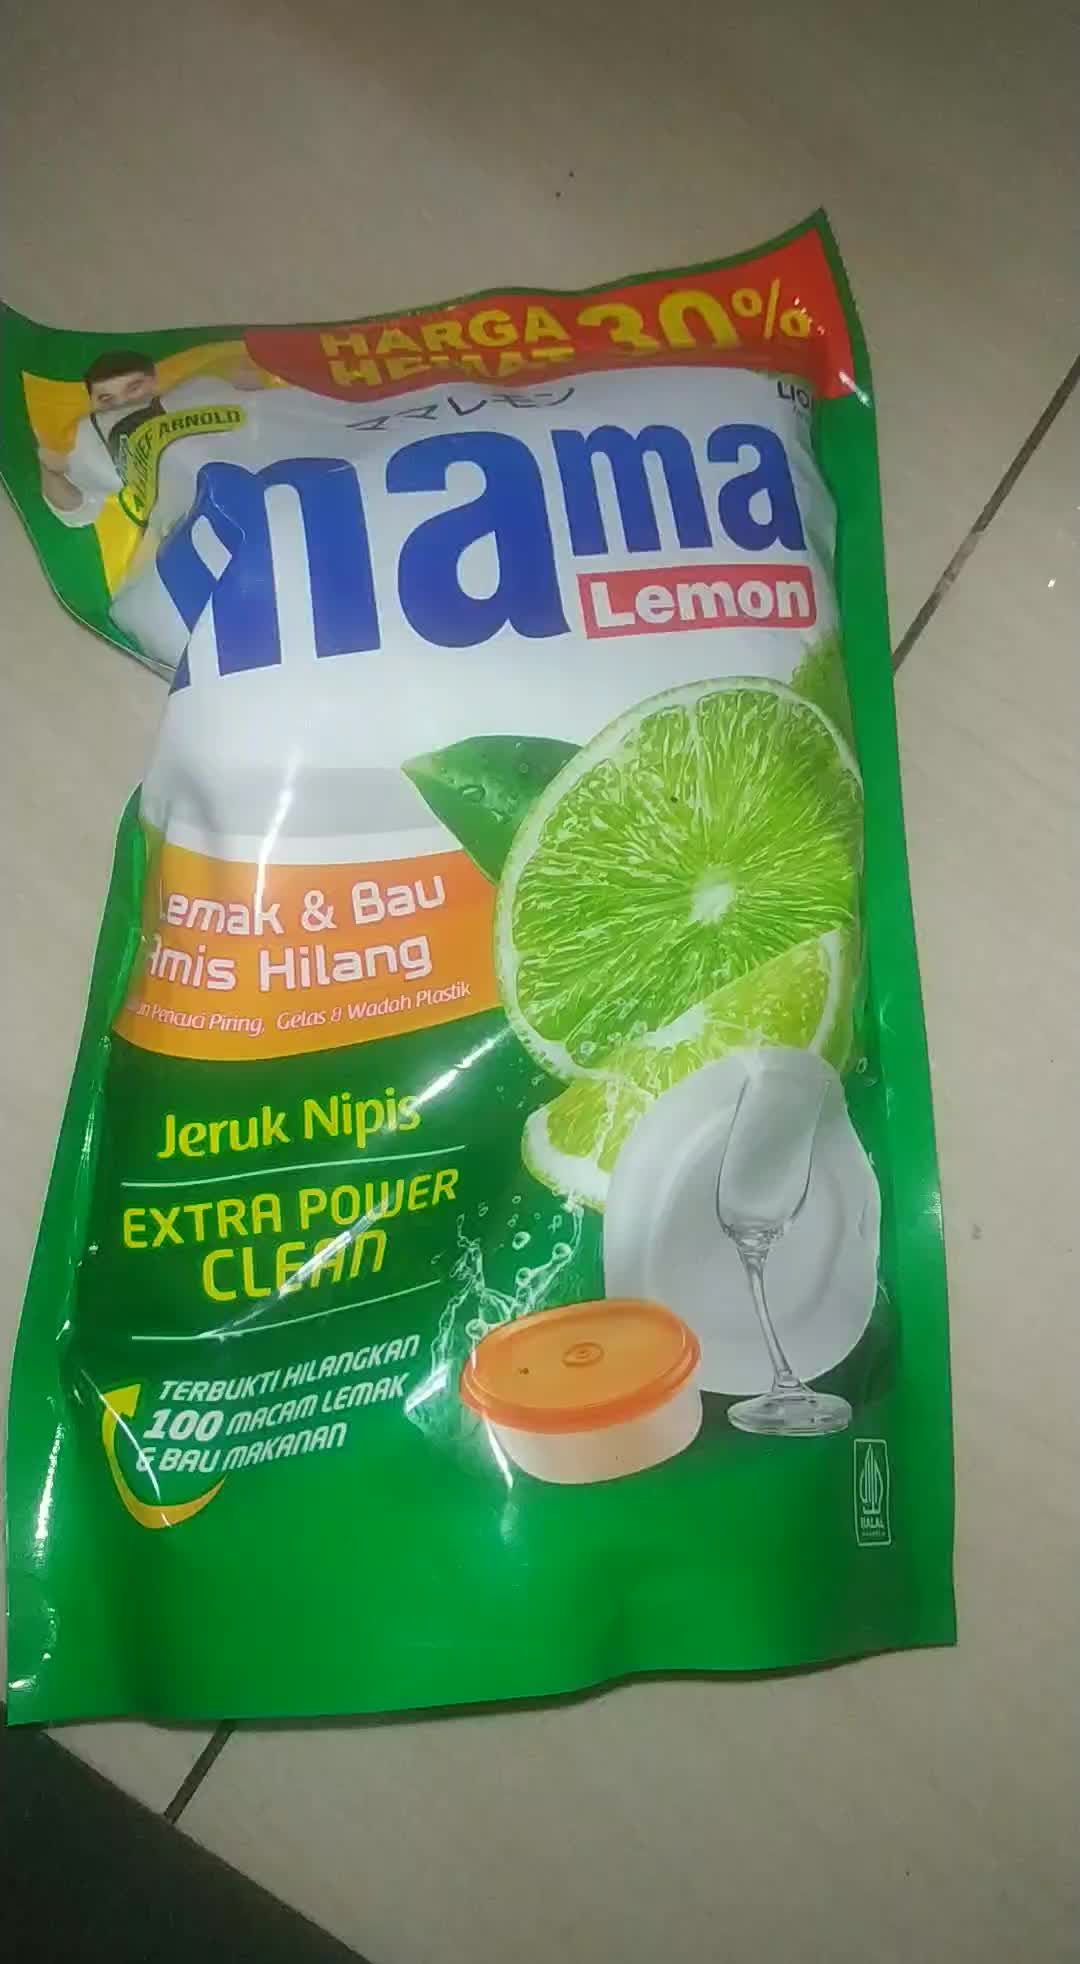 HARGA
HEMAT 30%
CHEF ARNOLD
ママレモン
mama
Lemon
Lemak & Bau
Amis Hilang
Pencuci Piring, Gelas & Wadah Plastik
Jeruk Nipis
EXTRA POWER
CLEAN
TERBUKTI HILANGKAN
100 MACAM LEMAK
& BAU MAKANAN
HALAL